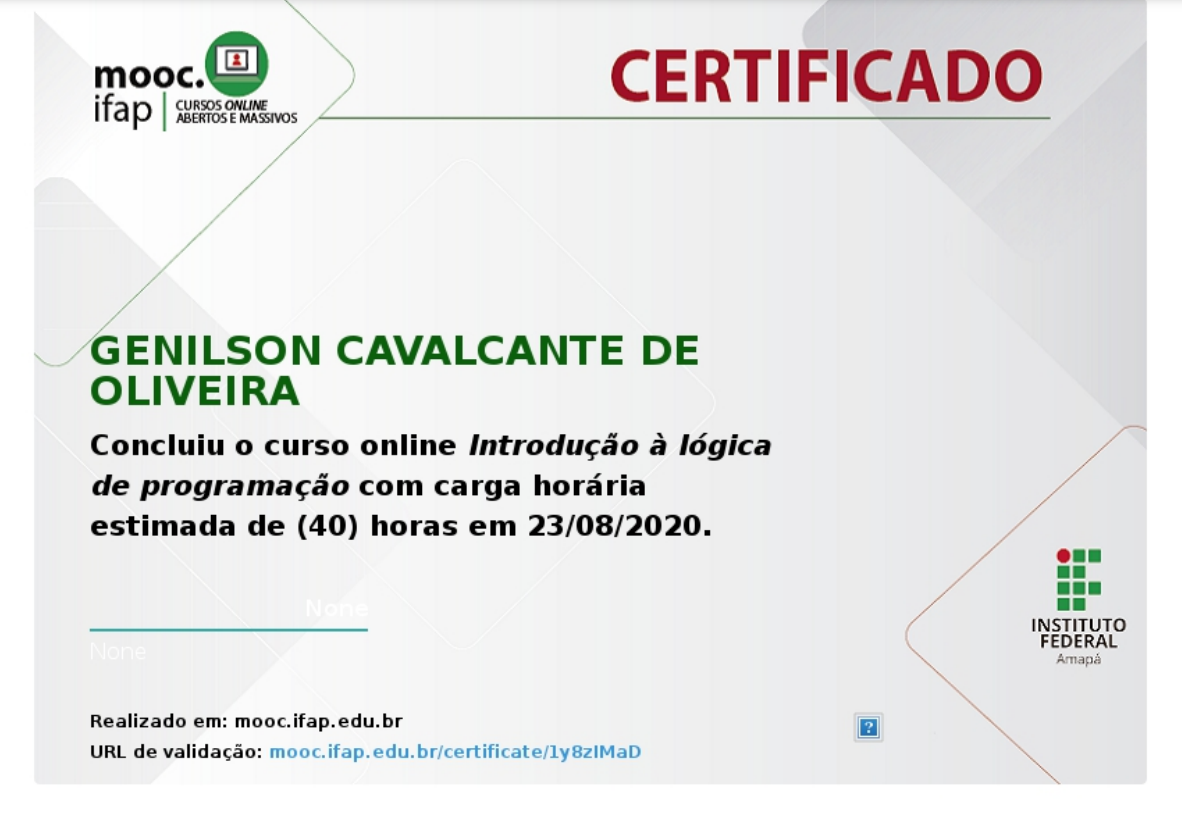 mooc.
ifap
CURSOS ONLINE
ABERTOS E MASSIVOS
CERTIFICADO
GENILSON CAVALCANTE DE
OLIVEIRA
Concluiu o curso online Introdução à lógica
de programação com carga horária
estimada de (40) horas em 23/08/2020.
None
None
INSTITUTO
FEDERAL
Amapá
Realizado em: mooc.ifap.edu.br
?
URL de validação: mooc.ifap.edu.br/certificate/1y8zIMaD